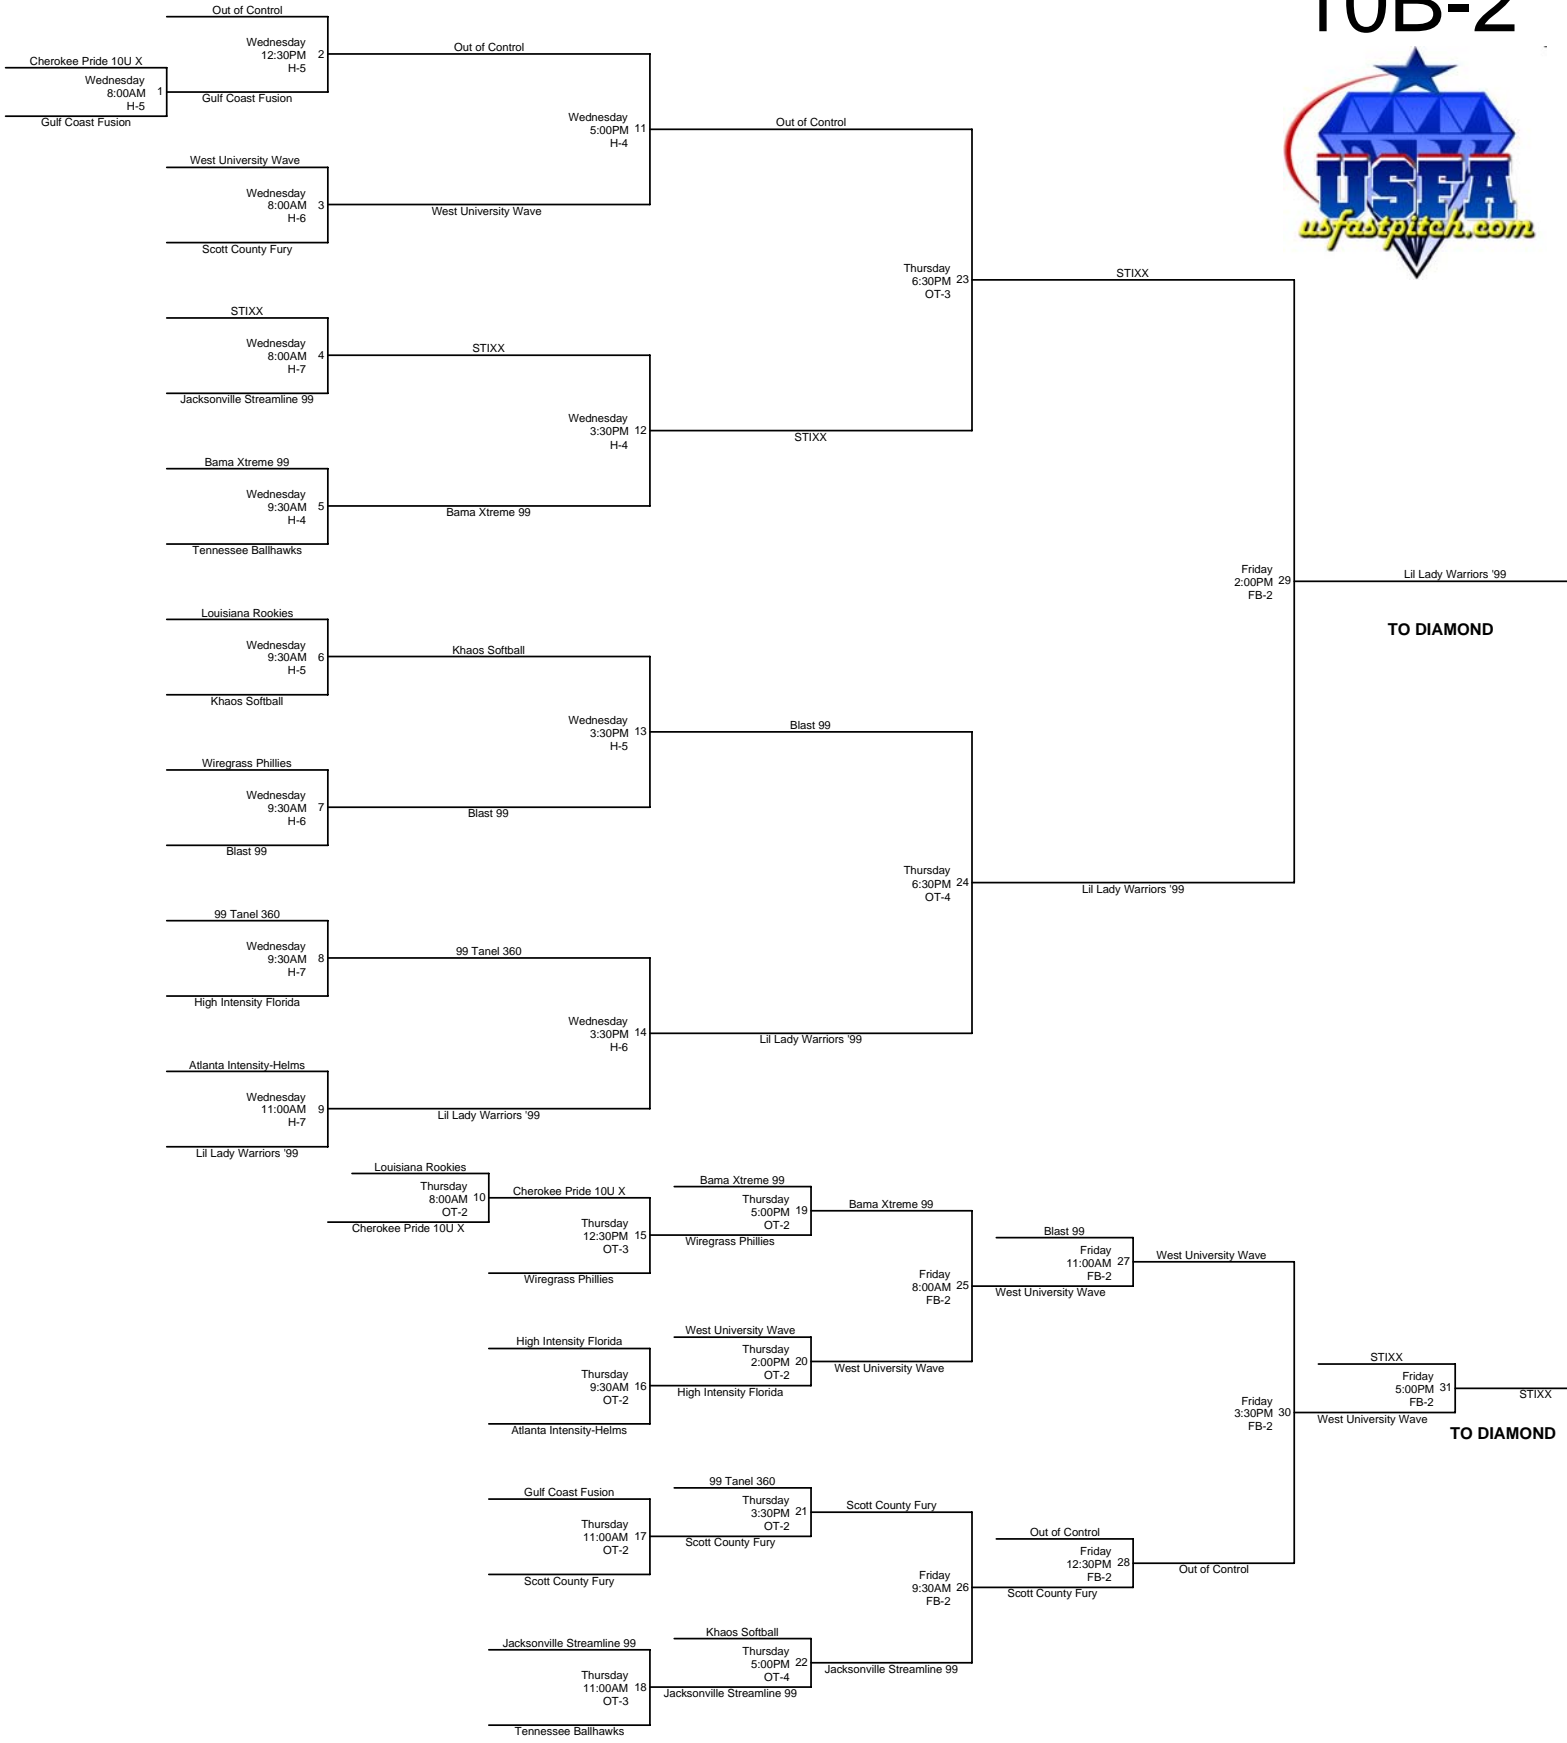 10B-2
USFA
usfastpitch.com
Out of Control
Wednesday
12:30PM 2
H-5
Out of Control
Cherokee Pride 10U X
Wednesday
8:00AM 1
H-5
Gulf Coast Fusion
Gulf Coast Fusion
Wednesday
5:00PM 11
H-4
Out of Control
West University Wave
Wednesday
8:00AM 3
H-6
West University Wave
Scott County Fury
Thursday
6:30PM 23
OT-3
STIXX
STIXX
Wednesday
8:00AM 4
H-7
STIXX
Jacksonville Streamline 99
Wednesday
3:30PM 12
H-4
STIXX
Bama Xtreme 99
Wednesday
9:30AM 5
H-4
Bama Xtreme 99
Tennessee Ballhawks
Friday
2:00PM 29
FB-2
Lil Lady Warriors '99
TO DIAMOND
Louisiana Rookies
Wednesday
9:30AM 6
H-5
Khaos Softball
Khaos Softball
Wednesday
3:30PM 13
H-5
Blast 99
Wiregrass Phillies
Wednesday
9:30AM 7
H-6
Blast 99
Blast 99
Thursday
6:30PM 24
OT-4
Lil Lady Warriors '99
99 Tanel 360
Wednesday
9:30AM 8
H-7
99 Tanel 360
High Intensity Florida
Wednesday
3:30PM 14
H-6
Lil Lady Warriors '99
Atlanta Intensity-Helms
Wednesday
11:00AM 9
H-7
Lil Lady Warriors '99
Lil Lady Warriors '99
Louisiana Rookies
Thursday
8:00AM 10
OT-2
Cherokee Pride 10U X
Cherokee Pride 10U X
Thursday
12:30PM 15
OT-3
Wiregrass Phillies
Bama Xtreme 99
Thursday
5:00PM 19
OT-2
Wiregrass Phillies
Bama Xtreme 99
Friday
8:00AM 25
FB-2
Blast 99
Friday
11:00AM 27
FB-2
West University Wave
West University Wave
High Intensity Florida
Thursday
9:30AM 16
OT-2
Atlanta Intensity-Helms
West University Wave
Thursday
2:00PM 20
OT-2
High Intensity Florida
West University Wave
Friday
3:30PM 30
FB-2
STIXX
Friday
5:00PM 31
FB-2
West University Wave
STIXX
TO DIAMOND
Gulf Coast Fusion
Thursday
11:00AM 17
OT-2
Scott County Fury
99 Tanel 360
Thursday
3:30PM 21
OT-2
Scott County Fury
Scott County Fury
Friday
9:30AM 26
FB-2
Out of Control
Friday
12:30PM 28
FB-2
Scott County Fury
Out of Control
Jacksonville Streamline 99
Thursday
11:00AM 18
OT-3
Tennessee Ballhawks
Khaos Softball
Thursday
5:00PM 22
OT-4
Jacksonville Streamline 99
Jacksonville Streamline 99